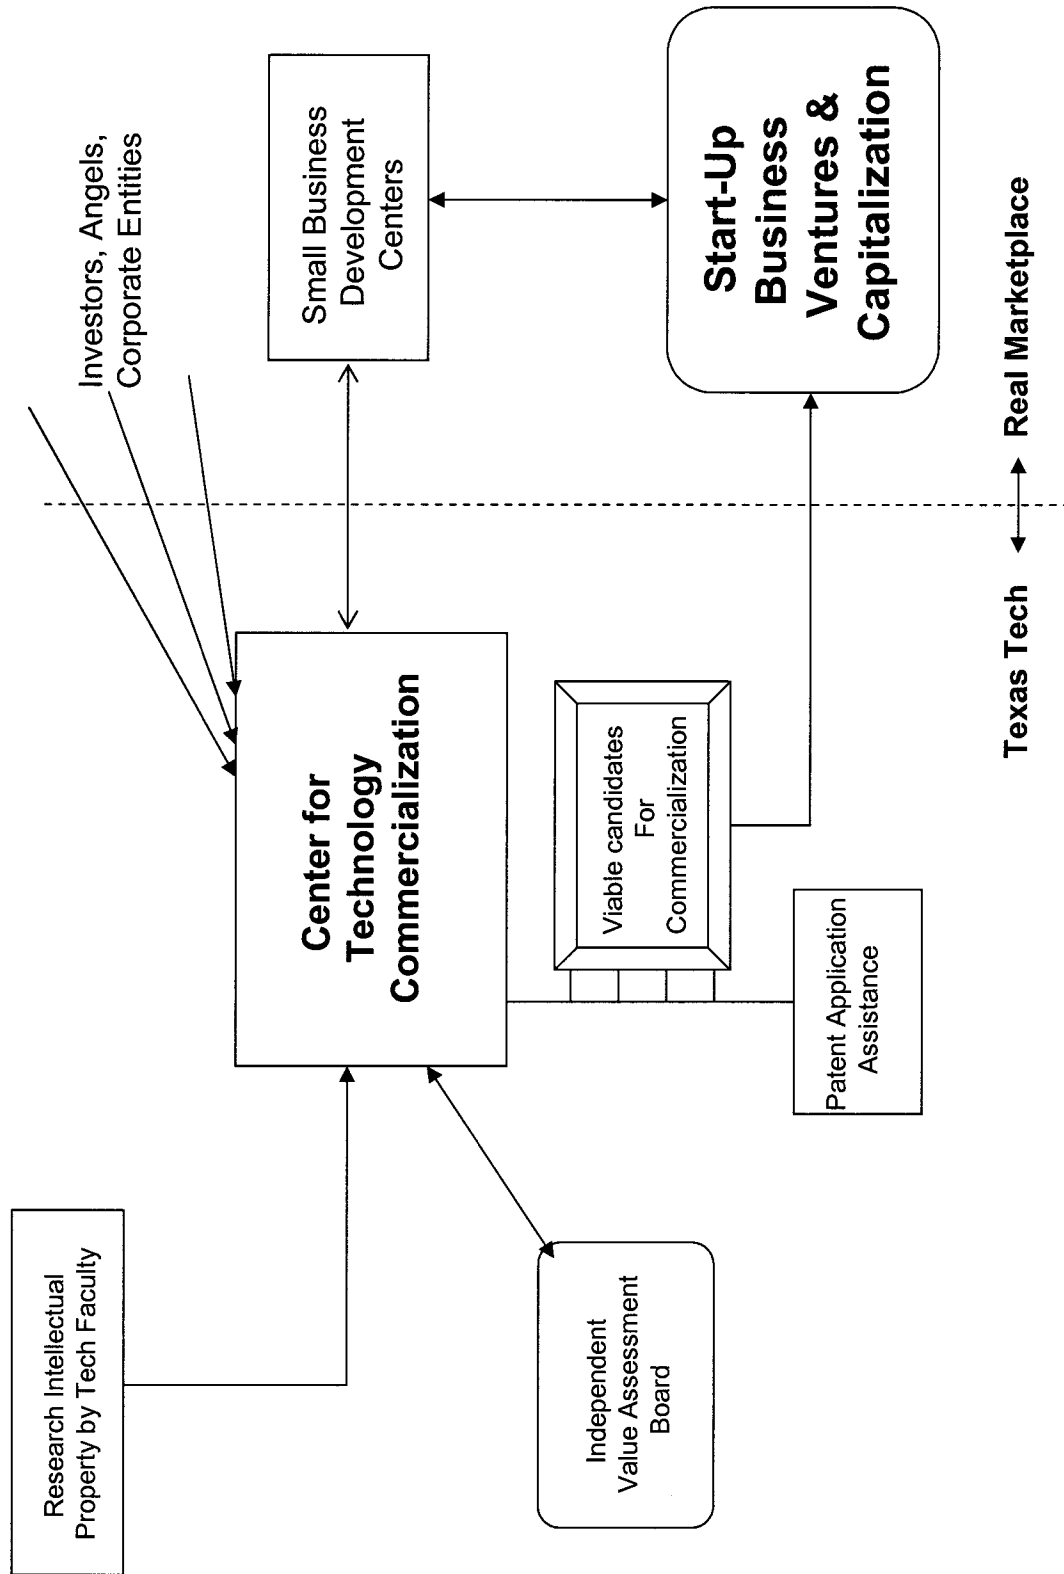 Research Intellectual
Property by Tech Faculty
Investors, Angels,
Corporate Entities
Center for
Technology
Commercialization
Small Business
Development
Centers
Independent
Value Assessment
Board
Viable candidates
For
Commercialization
Patent Application
Assistance
Start-Up
Business
Ventures &
Capitalization
Texas Tech
Real Marketplace